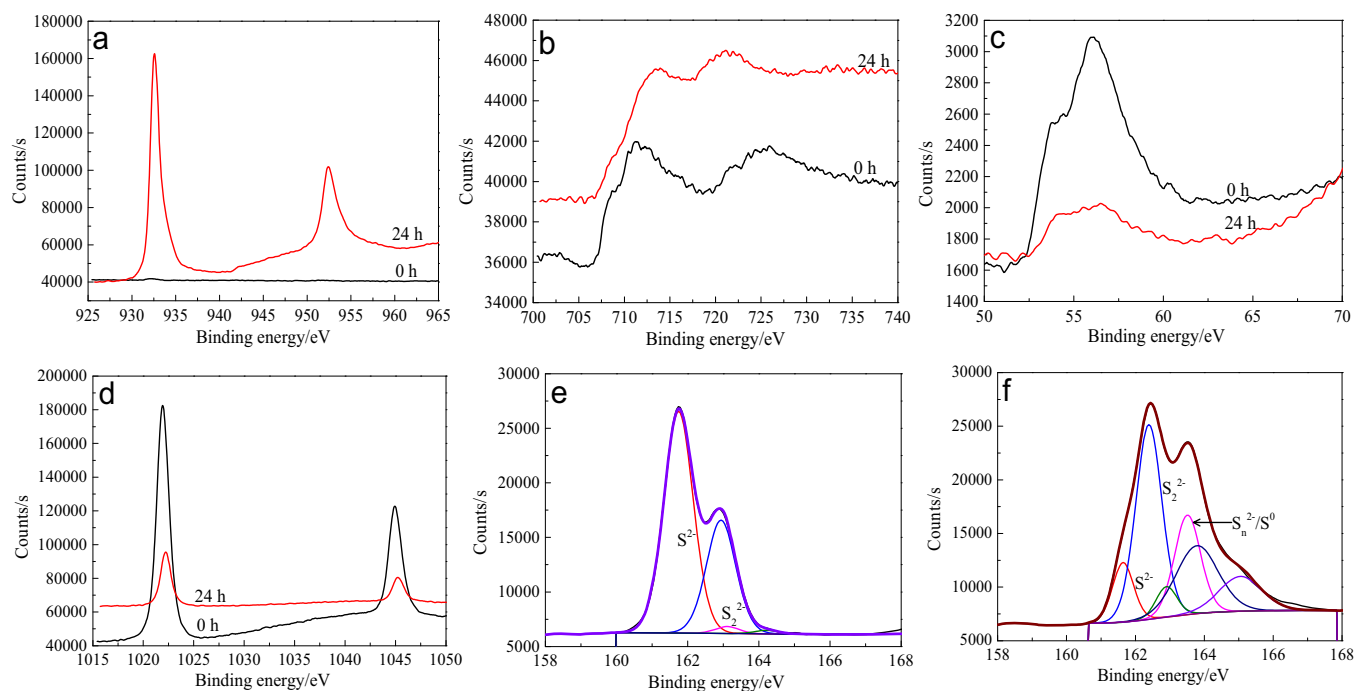 a
180000
160000
140000
120000
100000
80000
60000
40000
20000
Counts/s
24 h
0 h
925 930 935 940 945 950 955 960 965
Binding energy/eV
b
48000
46000
44000
42000
40000
38000
36000
34000
Counts/s
24 h
0 h
700 705 710 715 720 725 730 735 740
Binding energy/eV
c
3200
3000
2800
2600
2400
2200
2000
1800
1600
1400
Counts/s
0 h
24 h
50 55 60 65 70
Binding energy/eV
d
200000
180000
160000
140000
120000
100000
80000
60000
40000
Counts/s
24 h
0 h
1015 1020 1025 1030 1035 1040 1045 1050
Binding energy/eV
e
30000
25000
20000
15000
10000
5000
Counts/s
S²⁻
S₂²⁻
158 160 162 164 166 168
Binding energy/eV
f
30000
25000
20000
15000
10000
5000
Counts/s
S₂²⁻
Sₙ²⁻/S⁰
S²⁻
158 160 162 164 166 168
Binding energy/eV